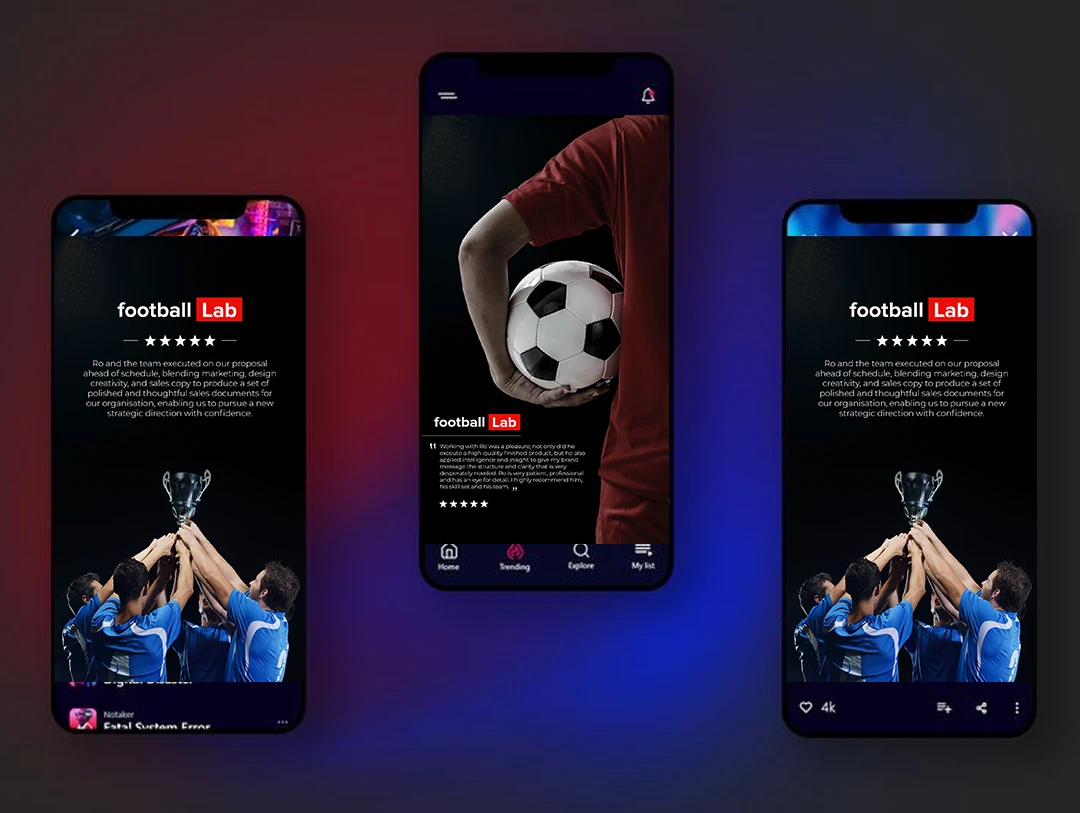 football Lab
Ro and the team executed on our proposal
ahead of schedule, blending marketing, design
creativity, and sales copy to produce a set of
polished and thoughtful sales documents for
our organisation, enabling us to pursue a new
strategic direction with confidence.
Notaker
Fatal System Error
football Lab
" Working with Ro was a pleasure; not only did he
execute a high-quality finished product, but he also
applied intelligence and insight to give my brand
message the structure and clarity that is very
desperately needed. Ro is very patient, professional
and has an eye for detail. I highly recommend him,
his skill set and his team. "
Home
Trending
Explore
My list
football Lab
Ro and the team executed on our proposal
ahead of schedule, blending marketing, design
creativity, and sales copy to produce a set of
polished and thoughtful sales documents for
our organisation, enabling us to pursue a new
strategic direction with confidence.
4k